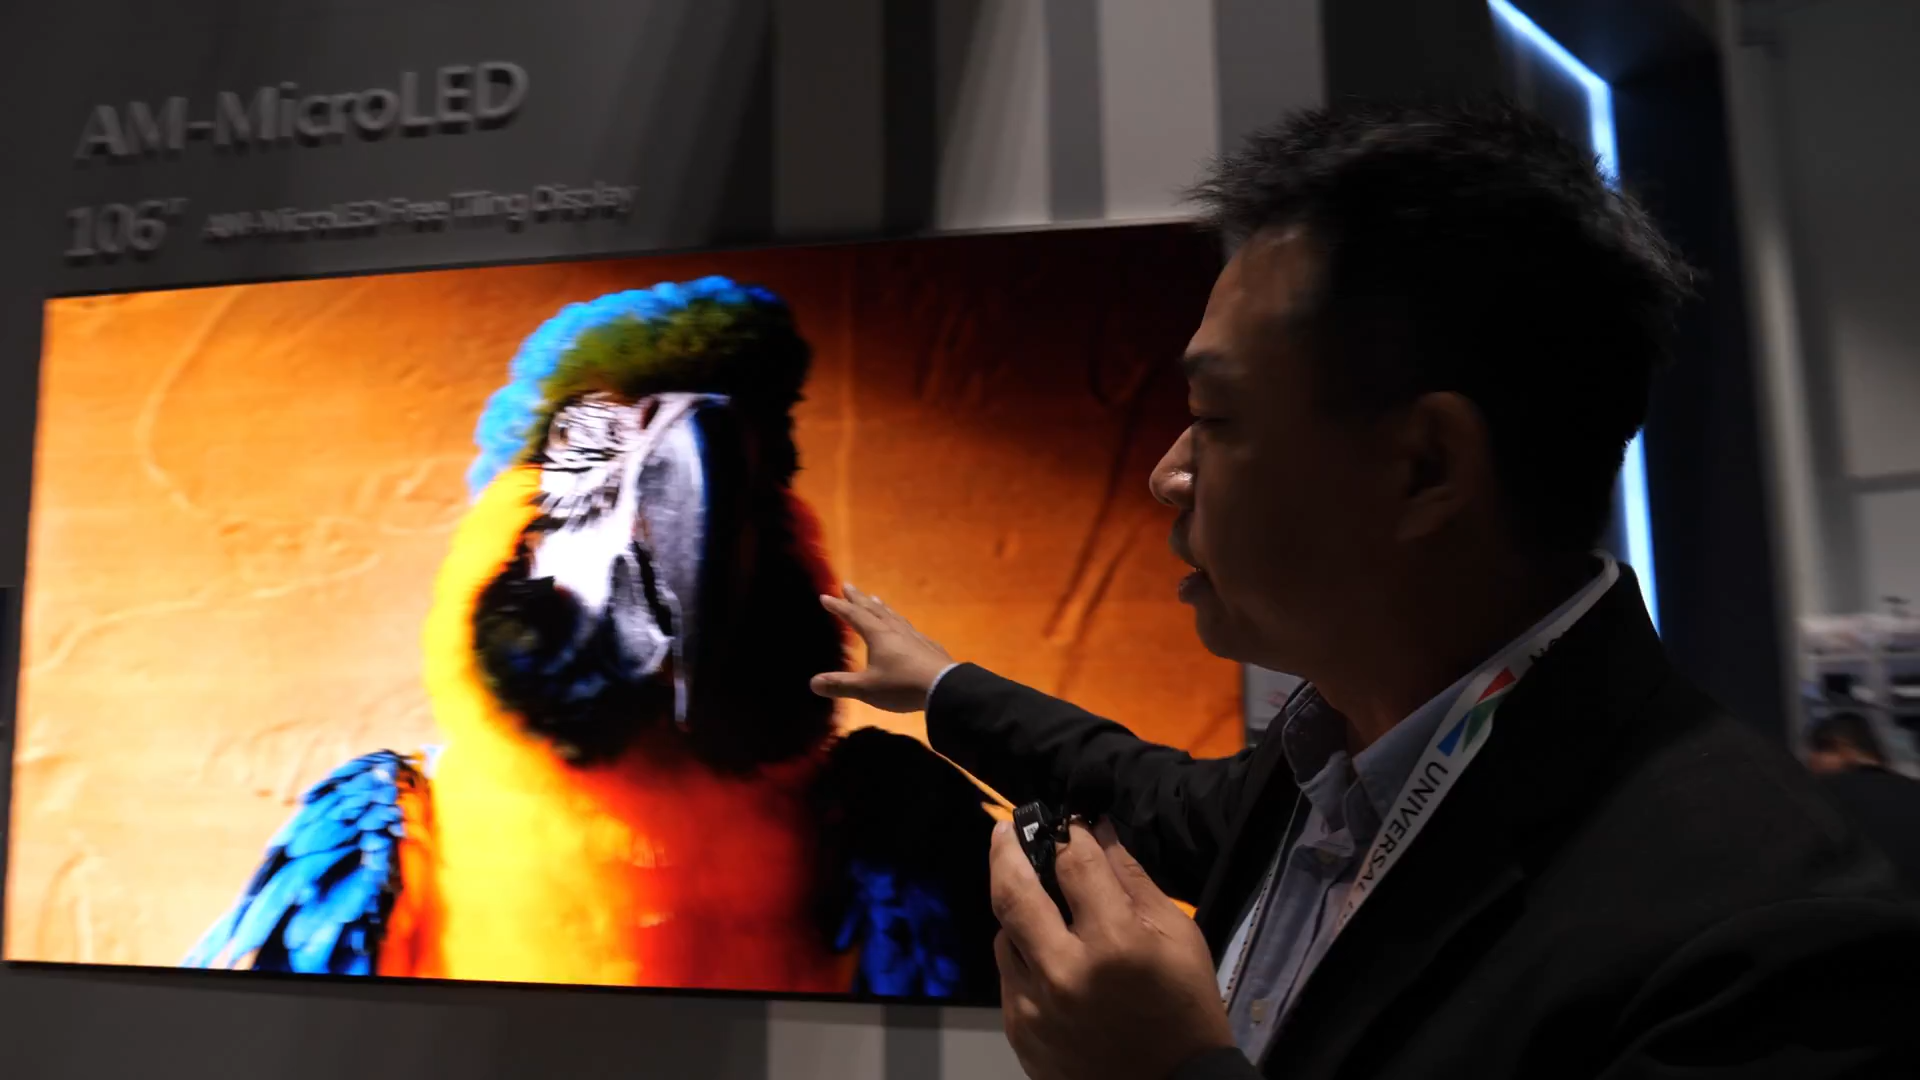 AM-MicroLED
106" AM-MicroLED Free Tiling Display
UNIVERSAL